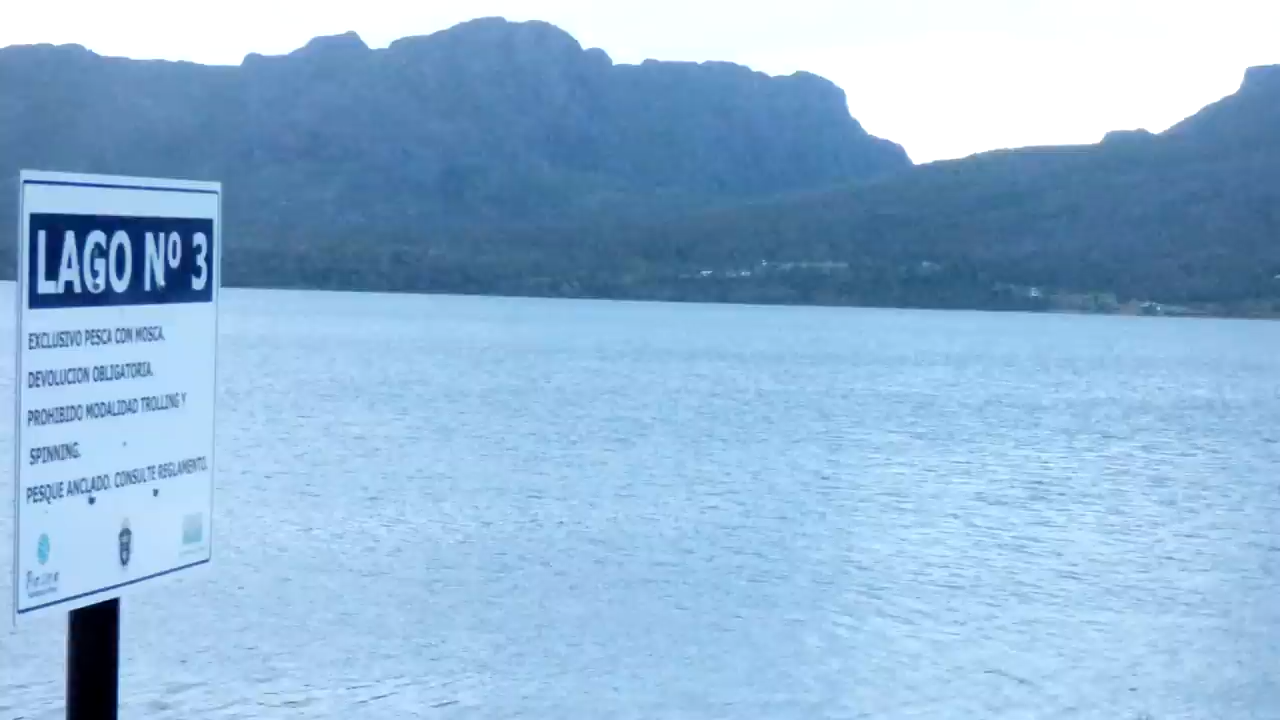 LAGO Nº 3
EXCLUSIVO PESCA CON MOSCA.
DEVOLUCION OBLIGATORIA.
PROHIBIDO MODALIDAD TROLLING Y
SPINNING.
PESQUE ANCLADO. CONSULTE REGLAMENTO.